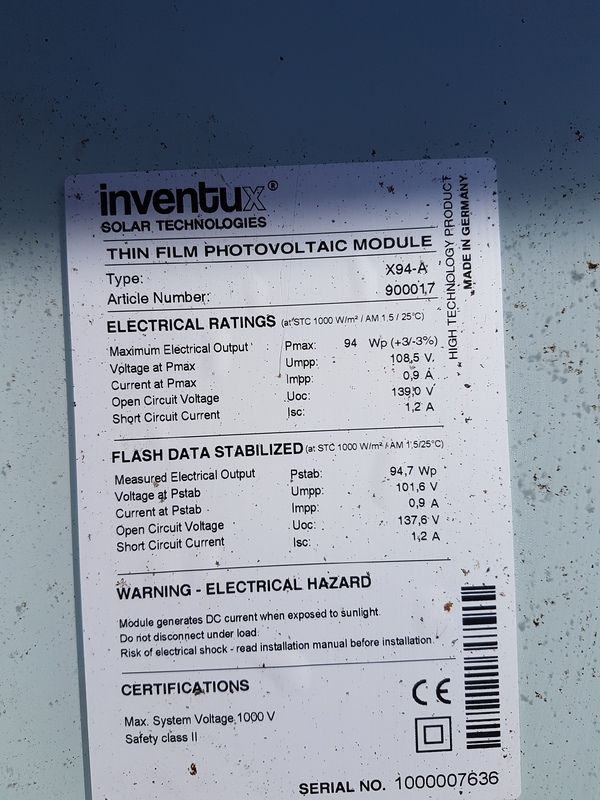 inventux®
SOLAR TECHNOLOGIES
THIN FILM PHOTOVOLTAIC MODULE
Type: X94-A
Article Number: 900017
HIGH TECHNOLOGY PRODUCT
MADE IN GERMANY
ELECTRICAL RATINGS (at STC 1000 W/m² / AM 1,5 / 25°C)
Maximum Electrical Output Pmax: 94 Wp (+3/-3%)
Voltage at Pmax Umpp: 108,5 V
Current at Pmax Impp: 0,9 A
Open Circuit Voltage Uoc: 139,0 V
Short Circuit Current Isc: 1,2 A
FLASH DATA STABILIZED (at STC 1000 W/m² / AM 1,5/25°C)
Measured Electrical Output Pstab: 94,7 Wp
Voltage at Pstab Umpp: 101,6 V
Current at Pstab Impp: 0,9 A
Open Circuit Voltage Uoc: 137,6 V
Short Circuit Current Isc: 1,2 A
WARNING - ELECTRICAL HAZARD
Module generates DC current when exposed to sunlight.
Do not disconnect under load.
Risk of electrical shock - read installation manual before installation.
CERTIFICATIONS
CE
Max. System Voltage 1000 V
Safety class II
SERIAL NO. 1000007636